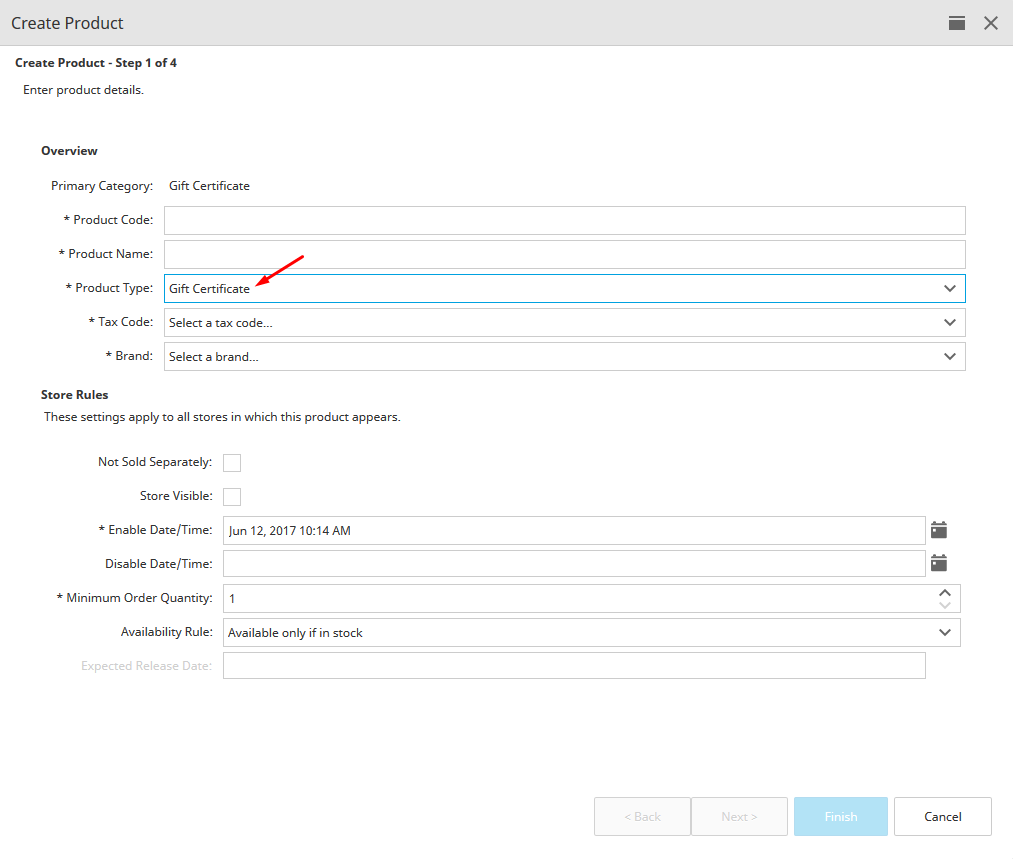 Create Product
Create Product - Step 1 of 4
Enter product details.
Overview
Primary Category: Gift Certificate
* Product Code:
* Product Name:
* Product Type: Gift Certificate
* Tax Code: Select a tax code...
* Brand: Select a brand...
Store Rules
These settings apply to all stores in which this product appears.
Not Sold Separately:
Store Visible:
* Enable Date/Time: Jun 12, 2017 10:14 AM
Disable Date/Time:
* Minimum Order Quantity: 1
Availability Rule: Available only if in stock
Expected Release Date:
< Back Next > Finish Cancel